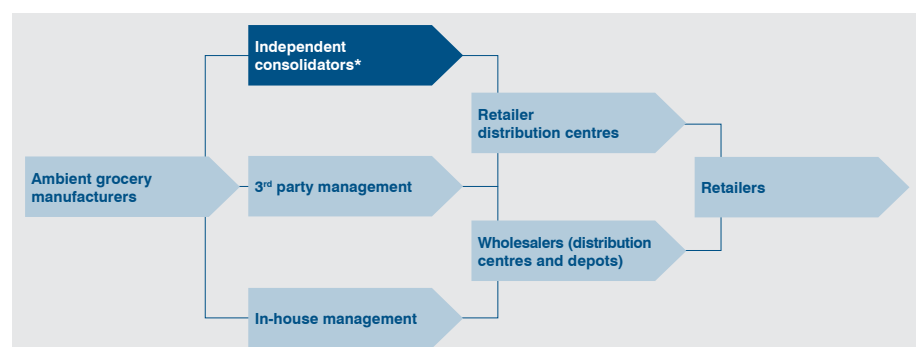 Independent
consolidators*
Retailer
distribution centres
Ambient grocery
manufacturers
3rd party management
Retailers
Wholesalers (distribution
centres and depots)
In-house management